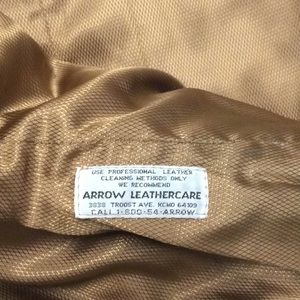 USE PROFESSIONAL LEATHER
CLEANING METHODS ONLY
WE RECOMMEND
ARROW LEATHERCARE
3838 TROOST AVE. KCMO 64109
CALL 1-800-54-ARROW